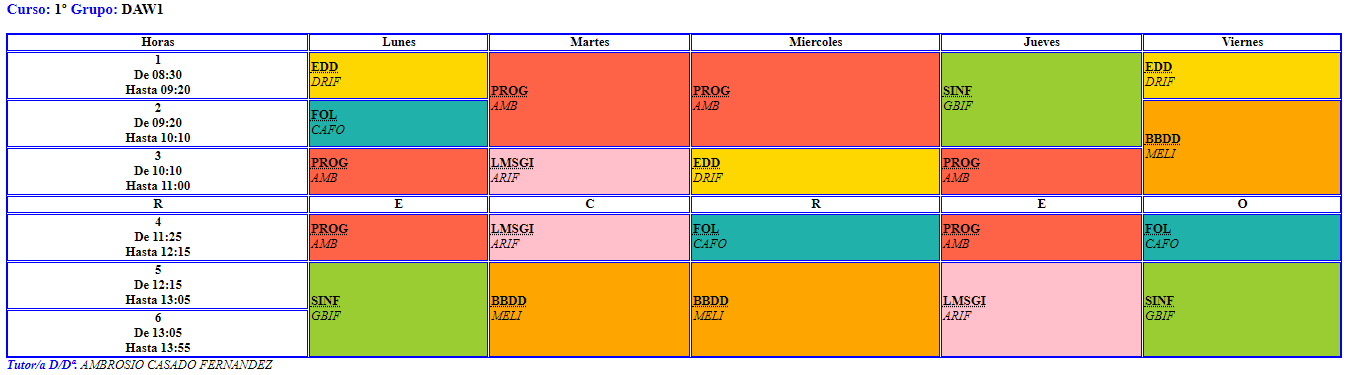 Curso: 1º Grupo: DAW1
Horas Lunes Martes Miercoles Jueves Viernes
1
De 08:30
Hasta 09:20
EDD
DRIF
PROG
AMB
PROG
AMB
SINF
GBIF
EDD
DRIF
2
De 09:20
Hasta 10:10
FOL
CAFO
BBDD
MELI
3
De 10:10
Hasta 11:00
PROG
AMB
LMSGI
ARIF
EDD
DRIF
PROG
AMB
R E C R E O
4
De 11:25
Hasta 12:15
PROG
AMB
LMSGI
ARIF
FOL
CAFO
PROG
AMB
FOL
CAFO
5
De 12:15
Hasta 13:05
SINF
GBIF
BBDD
MELI
BBDD
MELI
LMSGI
ARIF
SINF
GBIF
6
De 13:05
Hasta 13:55
Tutor/a D/Dª: AMBROSIO CASADO FERNANDEZ